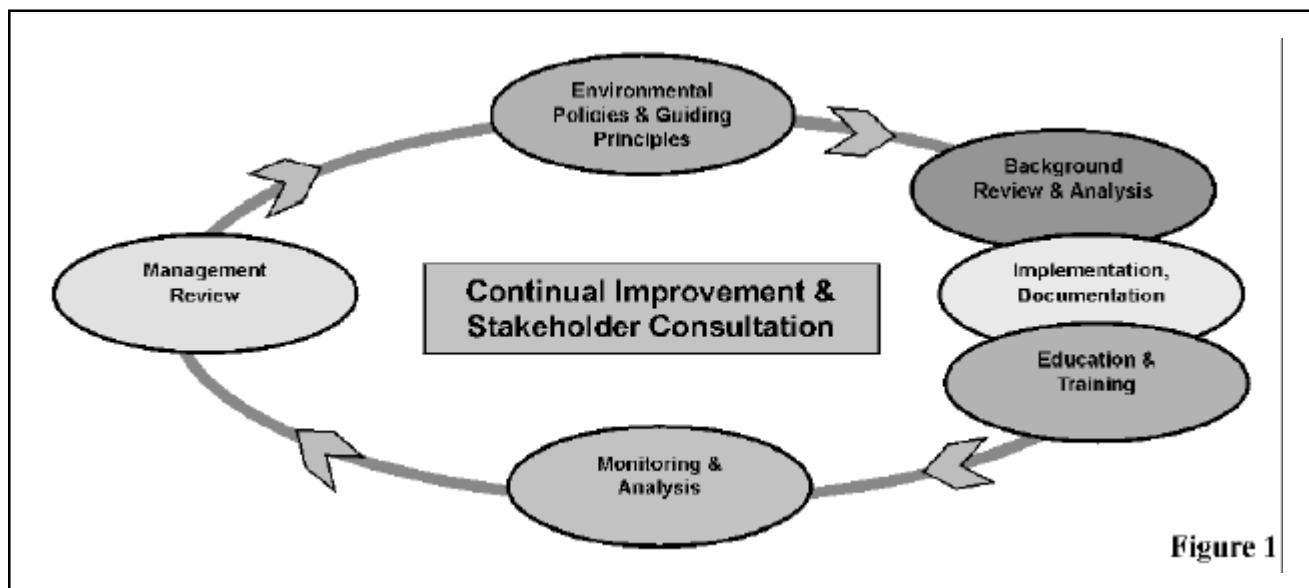 Environmental
Policies & Guiding
Principles
Background
Review & Analysis
Management
Review
Implementation,
Documentation
Continual Improvement &
Stakeholder Consultation
Education &
Training
Monitoring &
Analysis
Figure 1